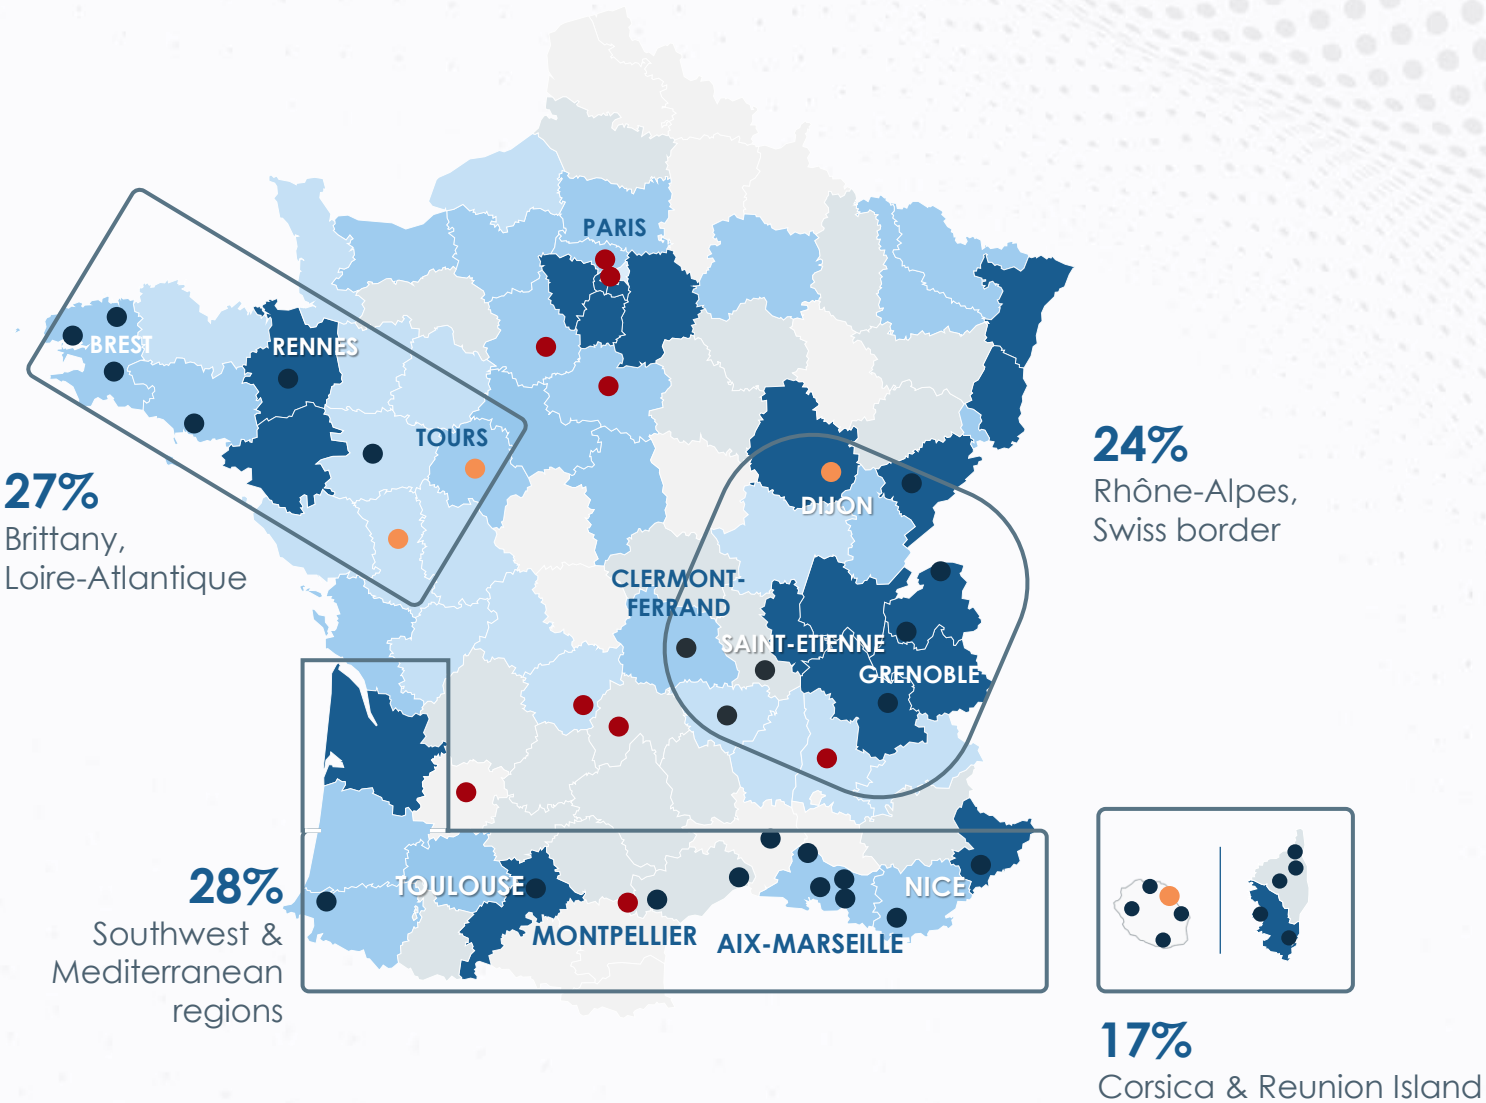 PARIS
BREST
RENNES
TOURS
27%
Brittany,
Loire-Atlantique
24%
Rhône-Alpes,
Swiss border
DIJON
CLERMONT-
FERRAND
SAINT-ETIENNE
GRENOBLE
28%
Southwest &
Mediterranean
regions
TOULOUSE
NICE
MONTPELLIER
AIX-MARSEILLE
17%
Corsica & Reunion Island